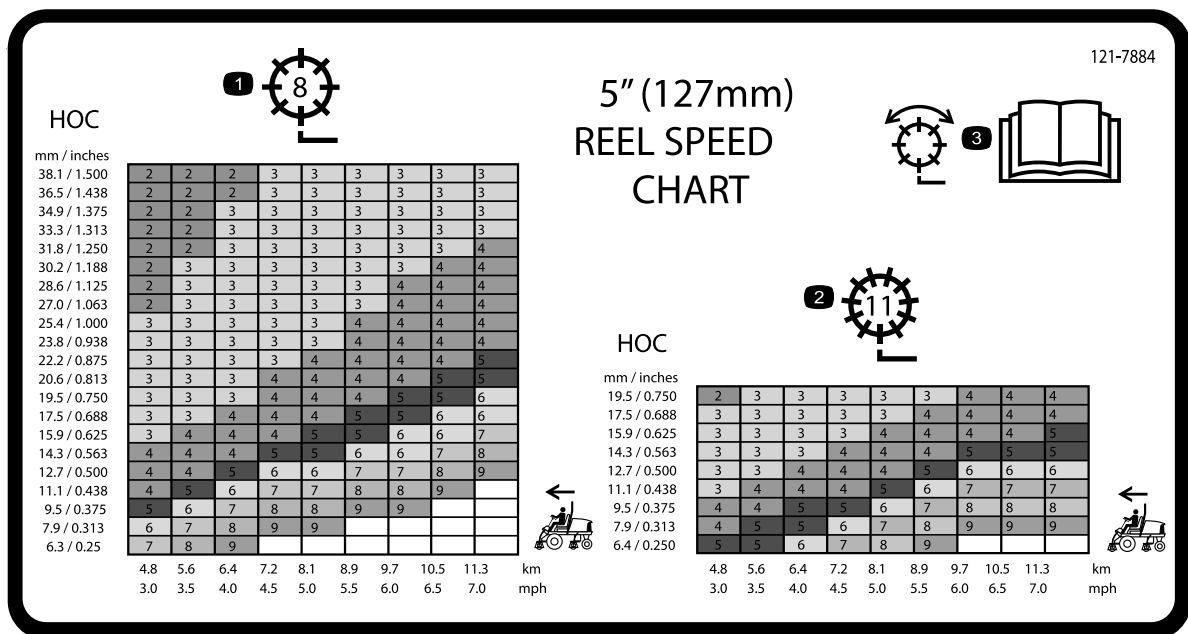 121-7884
1
8
5” (127mm)
REEL SPEED
CHART
3
HOC
mm / inches
38.1 / 1.500 2 2 2 3 3 3 3 3 3
36.5 / 1.438 2 2 2 3 3 3 3 3 3
34.9 / 1.375 2 2 3 3 3 3 3 3 3
33.3 / 1.313 2 2 3 3 3 3 3 3 3
31.8 / 1.250 2 2 3 3 3 3 3 3 4
30.2 / 1.188 2 3 3 3 3 3 3 4 4
28.6 / 1.125 2 3 3 3 3 3 4 4 4
27.0 / 1.063 2 3 3 3 3 3 4 4 4
25.4 / 1.000 3 3 3 3 3 4 4 4 4
23.8 / 0.938 3 3 3 3 3 4 4 4 4
22.2 / 0.875 3 3 3 3 4 4 4 4 5
20.6 / 0.813 3 3 3 4 4 4 4 5 5
19.5 / 0.750 3 3 3 4 4 4 5 5 6
17.5 / 0.688 3 3 4 4 4 5 5 6 6
15.9 / 0.625 3 4 4 4 5 5 6 6 7
14.3 / 0.563 4 4 4 5 5 6 6 7 8
12.7 / 0.500 4 4 5 6 6 7 7 8 9
11.1 / 0.438 4 5 6 7 7 8 8 9
9.5 / 0.375 5 6 7 8 8 9 9
7.9 / 0.313 6 7 8 9 9
6.3 / 0.25 7 8 9
4.8 5.6 6.4 7.2 8.1 8.9 9.7 10.5 11.3 km
3.0 3.5 4.0 4.5 5.0 5.5 6.0 6.5 7.0 mph
2
11
HOC
mm / inches
19.5 / 0.750 2 3 3 3 3 3 4 4 4
17.5 / 0.688 3 3 3 3 3 4 4 4 4
15.9 / 0.625 3 3 3 3 4 4 4 4 5
14.3 / 0.563 3 3 3 4 4 4 5 5 5
12.7 / 0.500 3 3 4 4 4 5 6 6 6
11.1 / 0.438 3 4 4 4 5 6 7 7 7
9.5 / 0.375 4 4 5 5 6 7 8 8 8
7.9 / 0.313 4 5 5 6 7 8 9 9 9
6.4 / 0.250 5 5 6 7 8 9
4.8 5.6 6.4 7.2 8.1 8.9 9.7 10.5 11.3 km
3.0 3.5 4.0 4.5 5.0 5.5 6.0 6.5 7.0 mph